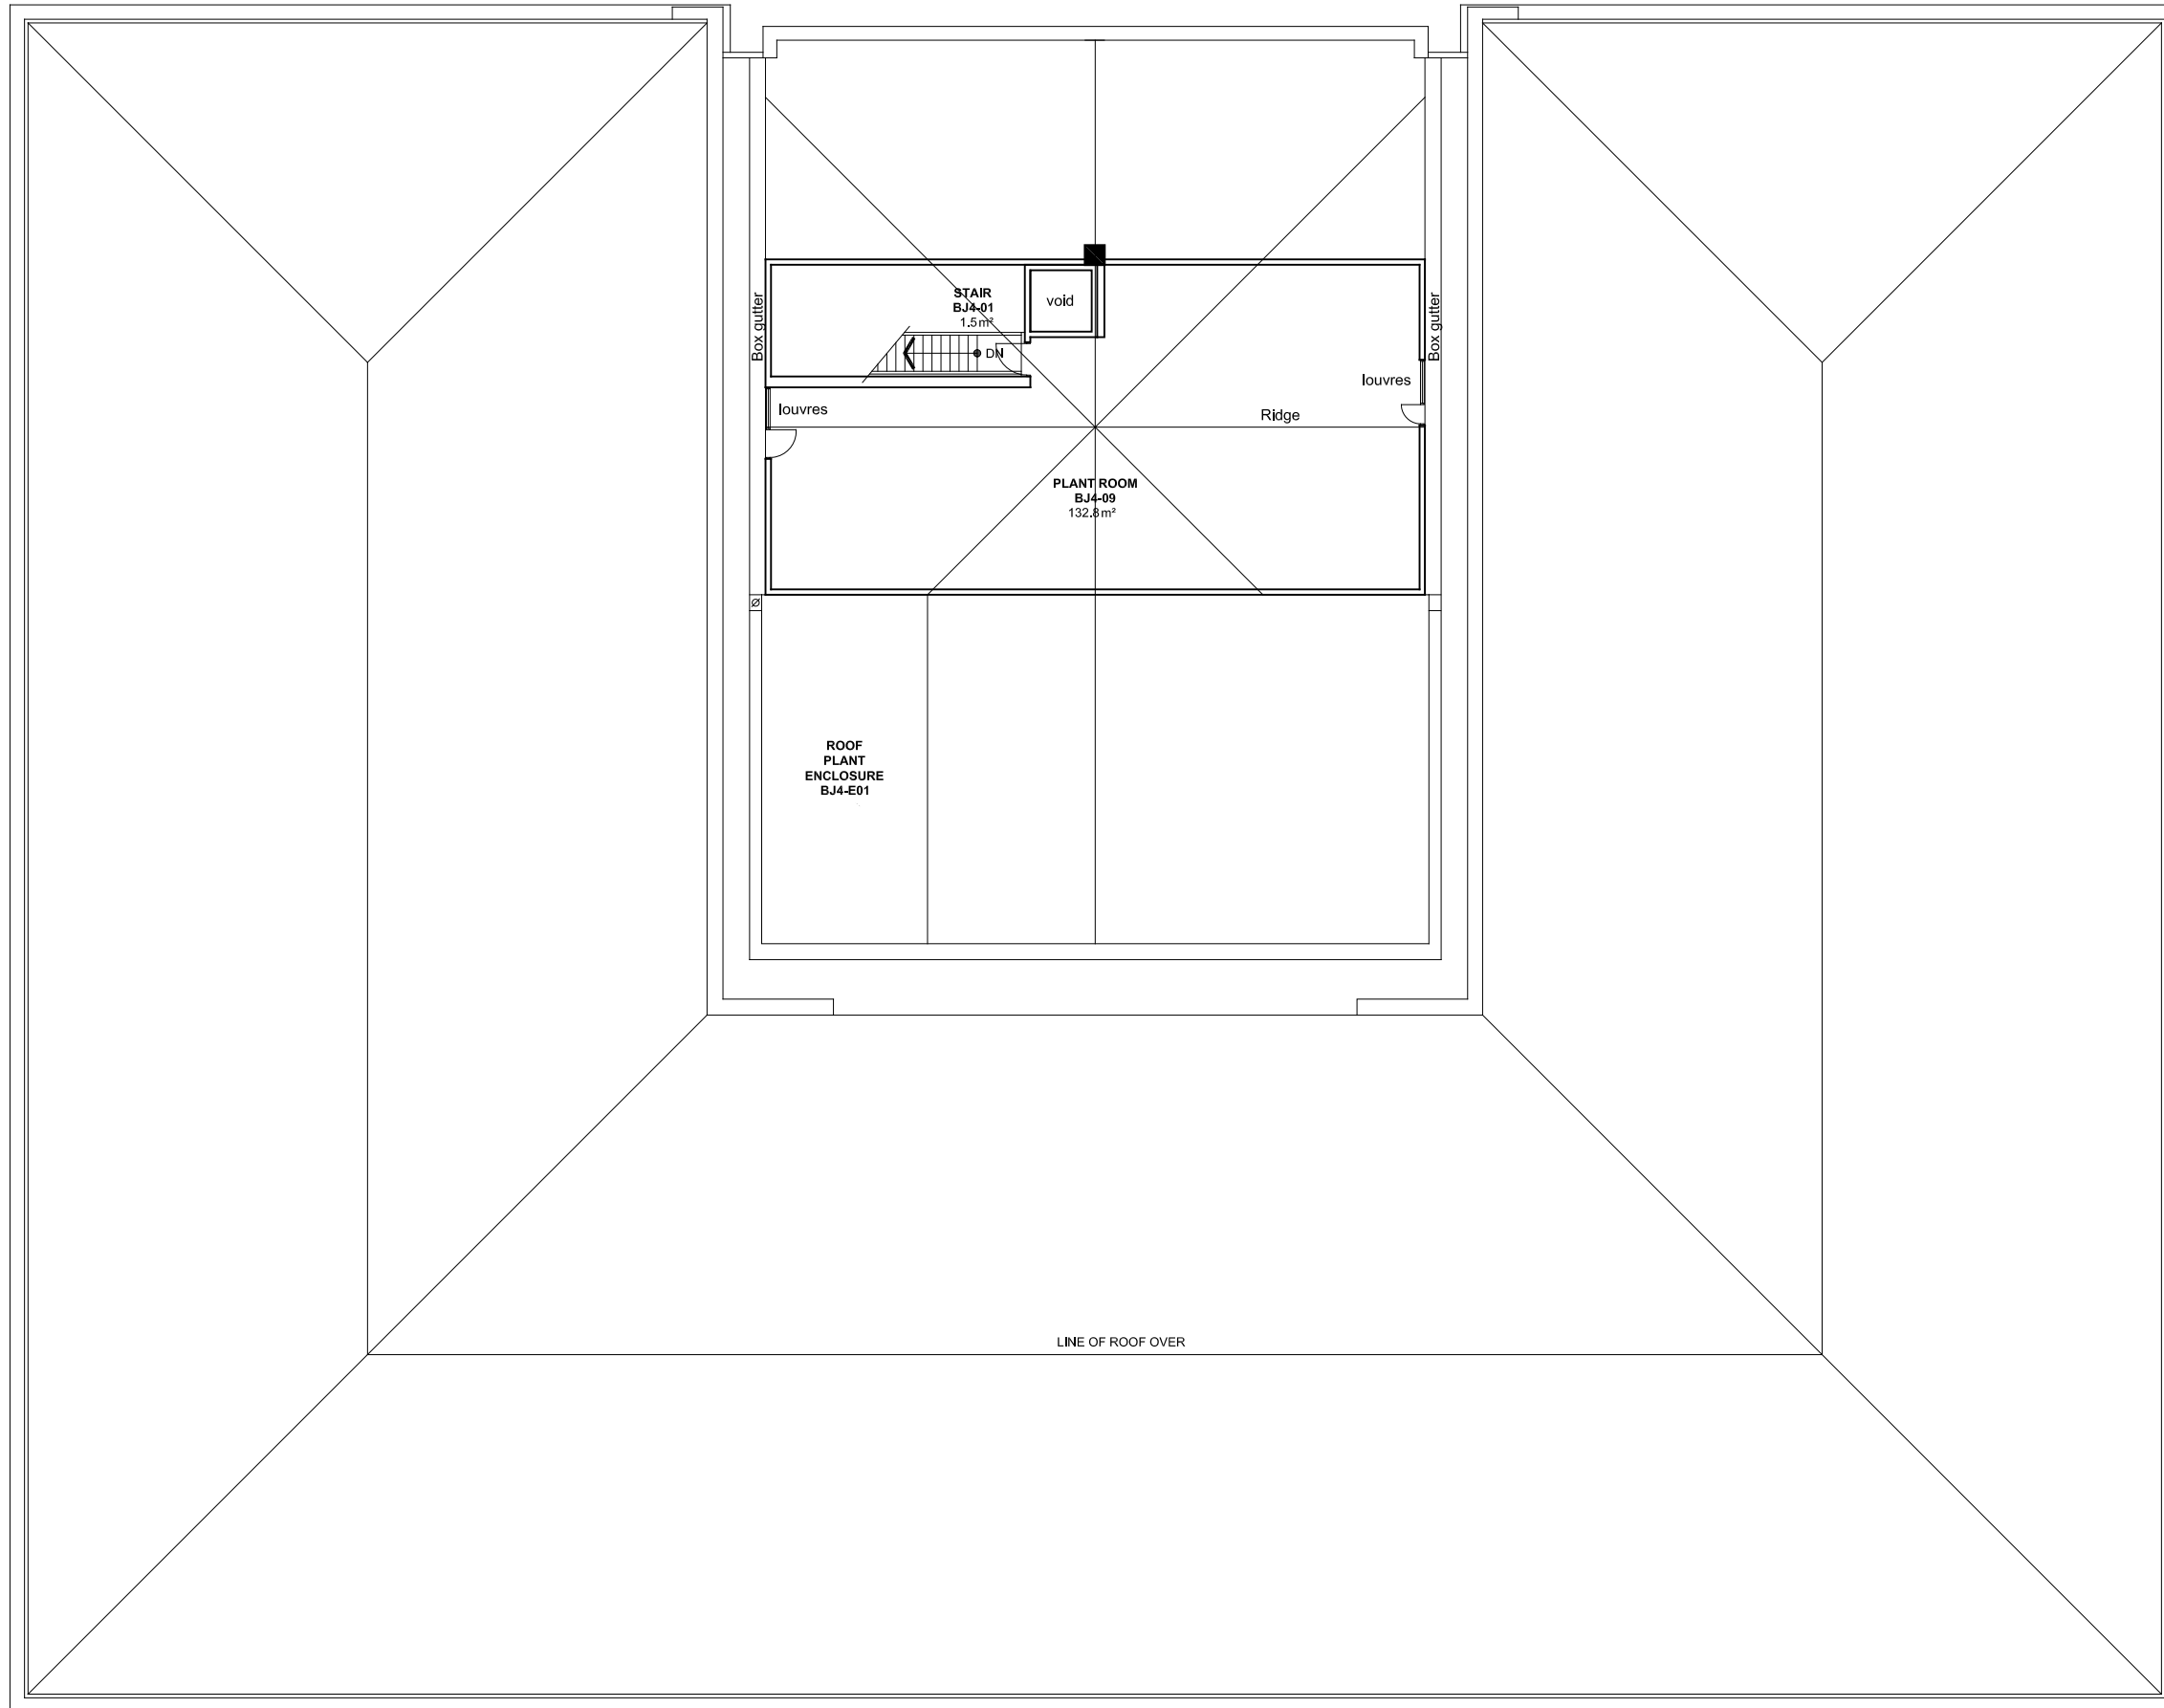 STAIR
BJ4-01
1.5m²
void
Box gutter
Box gutter
DN
louvres
louvres
Ridge
PLANT ROOM
BJ4-09
132.8m²
ROOF
PLANT
ENCLOSURE
BJ4-E01
LINE OF ROOF OVER